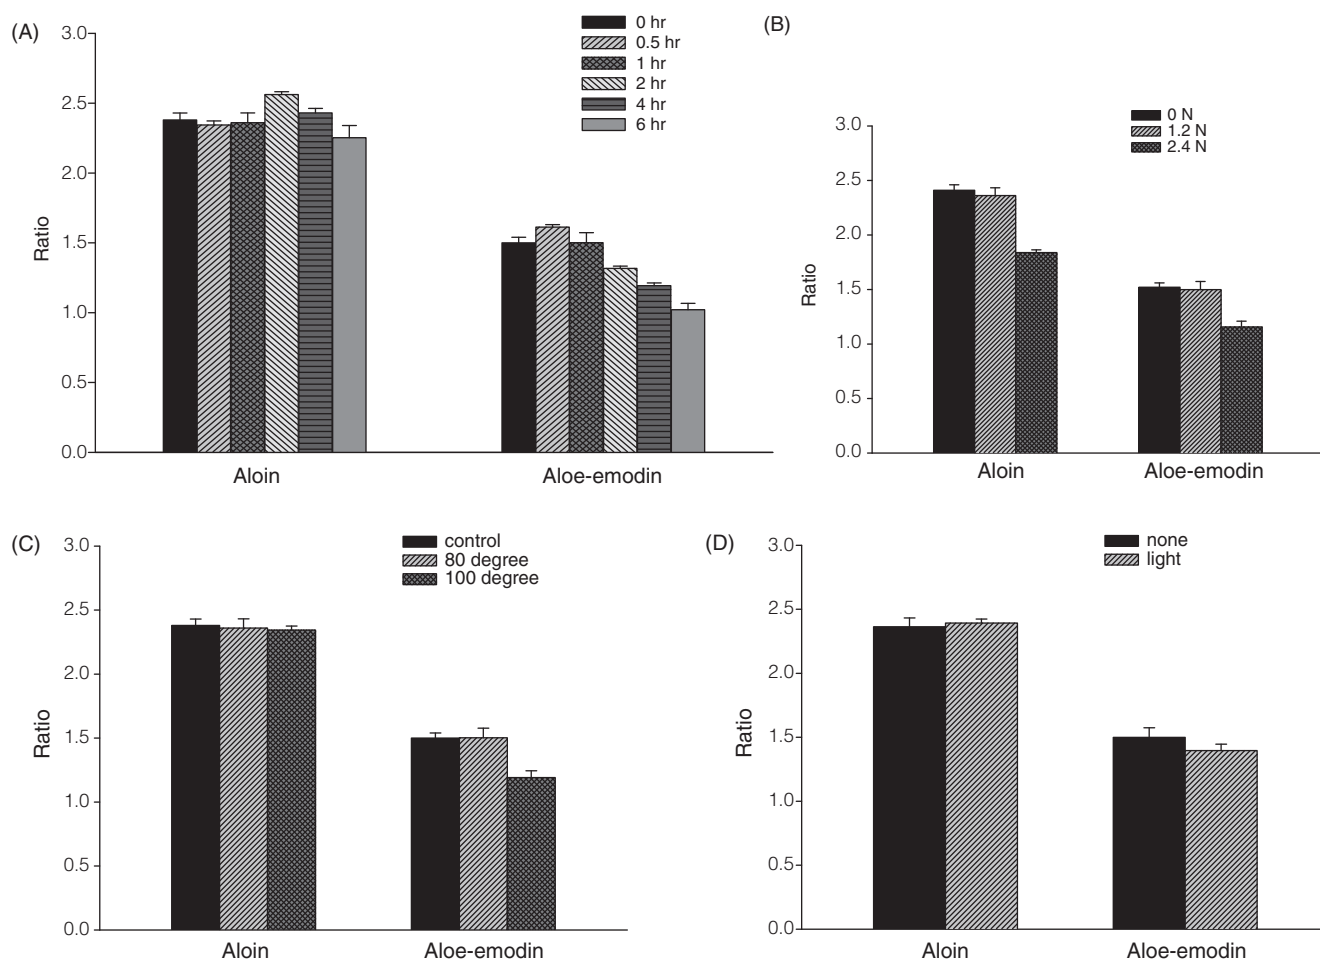 (A)
0 hr
0.5 hr
1 hr
2 hr
4 hr
6 hr
3.0
2.5
2.0
1.5
1.0
0.5
0.0
Ratio
Aloin Aloe-emodin
(B)
0 N
1.2 N
2.4 N
3.0
2.5
2.0
1.5
1.0
0.5
0.0
Ratio
Aloin Aloe-emodin
(C)
control
80 degree
100 degree
3.0
2.5
2.0
1.5
1.0
0.5
0.0
Ratio
Aloin Aloe-emodin
(D)
none
light
3.0
2.5
2.0
1.5
1.0
0.5
0.0
Ratio
Aloin Aloe-emodin